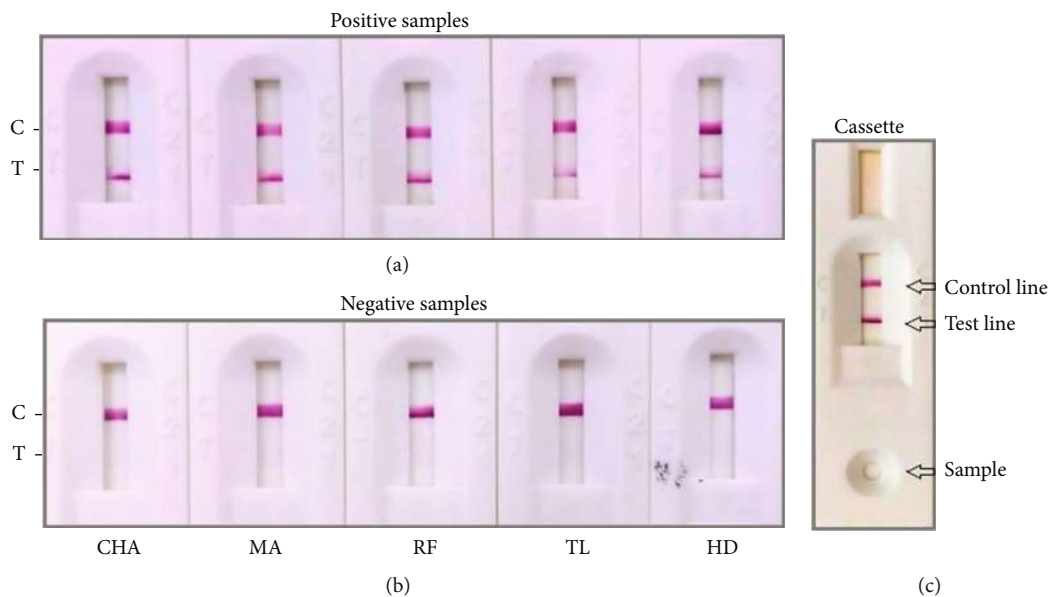 Positive samples
C
T
(a)
Negative samples
C
T
CHA MA RF TL HD
(b)
Cassette
Control line
Test line
Sample
(c)